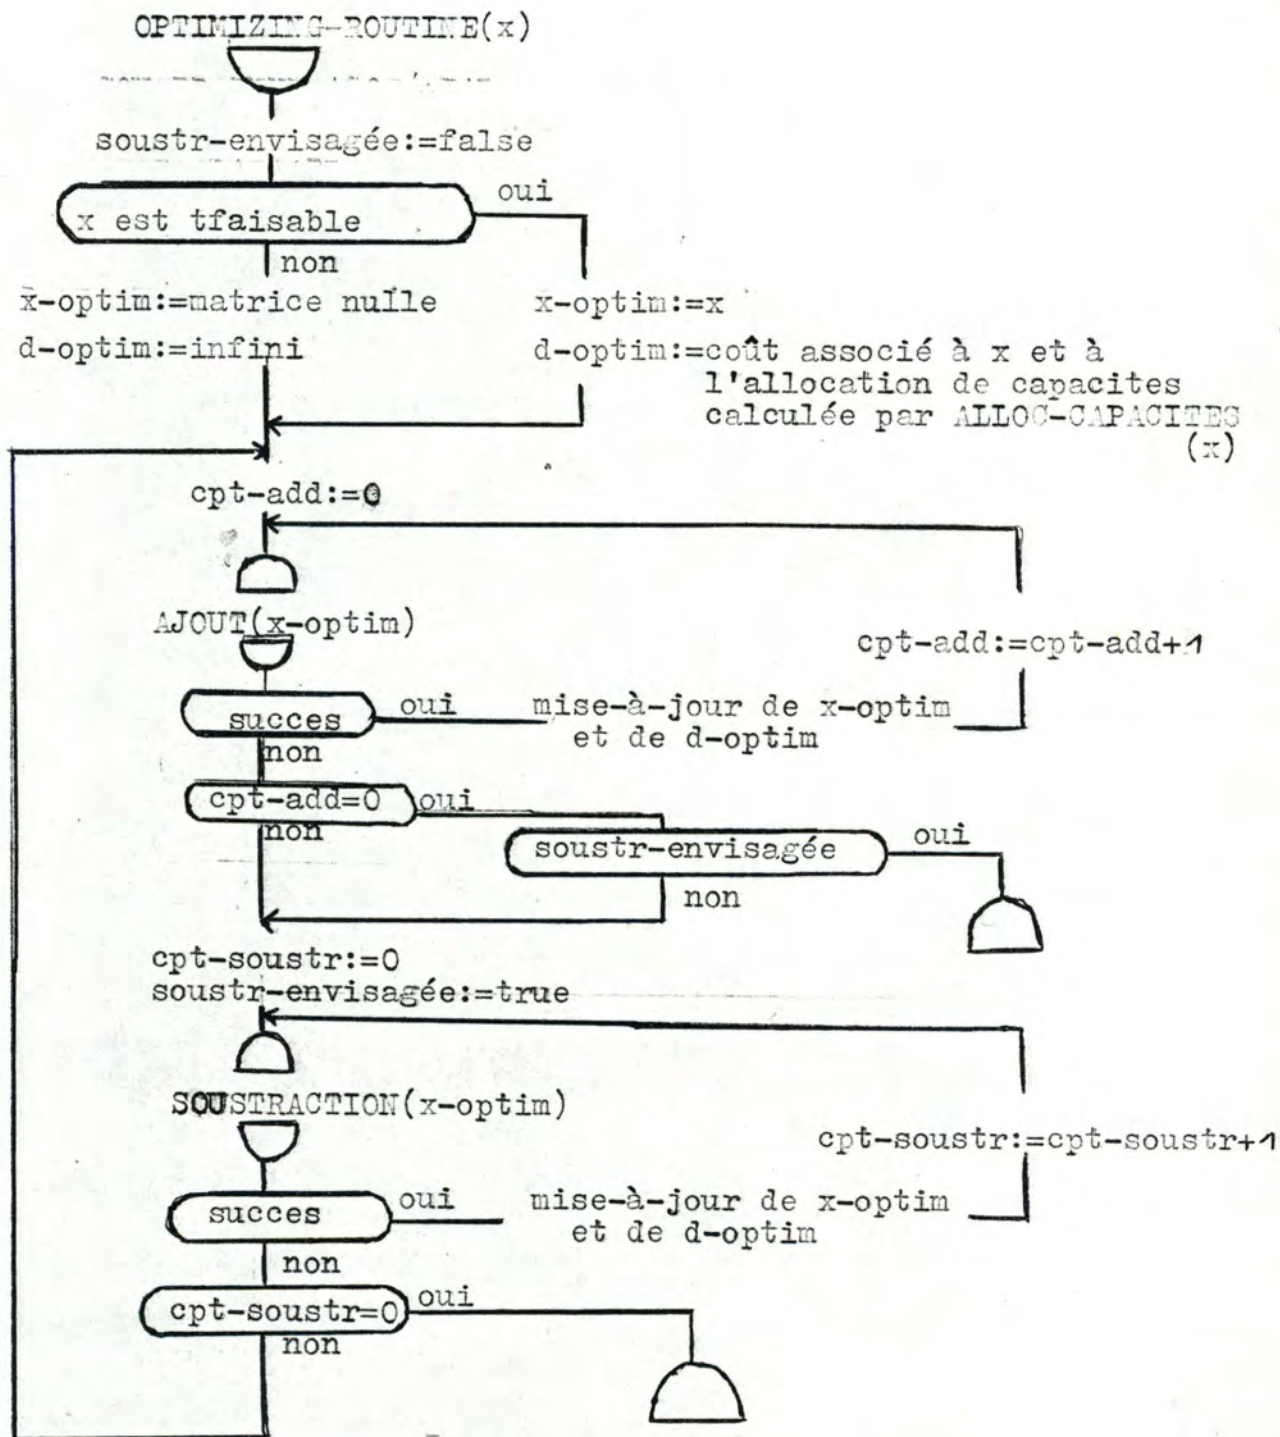 OPTIMIZING-ROUTINE(x)
soustr-envisagée:=false
x est tfaisable
oui
non
x-optim:=matrice nulle
d-optim:=infini
x-optim:=x
d-optim:=coût associé à x et à
l'allocation de capacites
calculée par ALLOC-CAPACITES
(x)
cpt-add:=0
AJOUT(x-optim)
cpt-add:=cpt-add+1
succes
oui
mise-à-jour de x-optim
et de d-optim
non
cpt-add=0
oui
non
soustr-envisagée
oui
non
cpt-soustr:=0
soustr-envisagée:=true
SOUSTRACTION(x-optim)
cpt-soustr:=cpt-soustr+1
succes
oui
mise-à-jour de x-optim
et de d-optim
non
cpt-soustr=0
oui
non